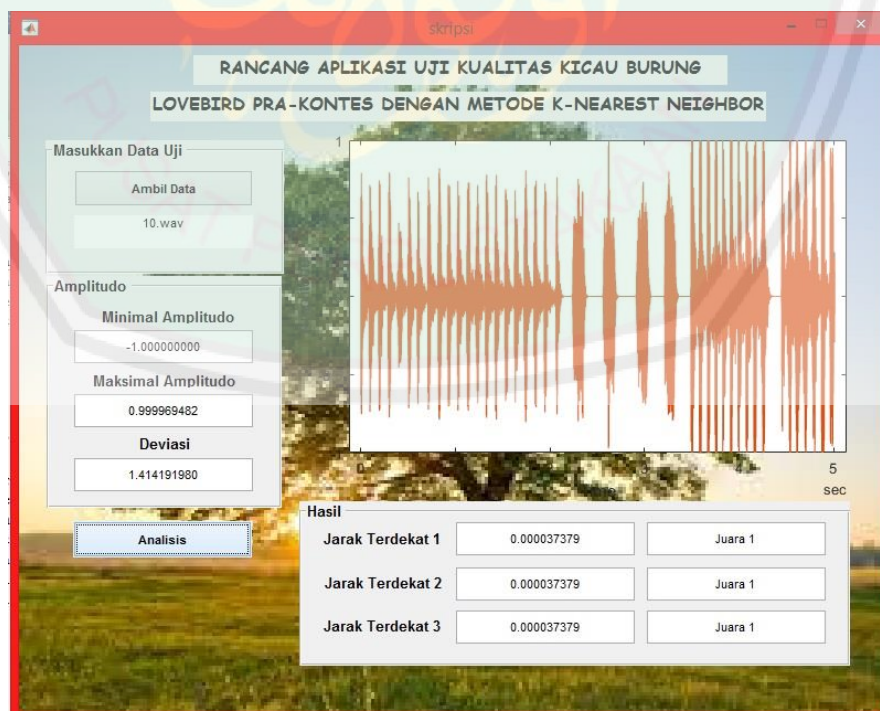 skripsi
RANCANG APLIKASI UJI KUALITAS KICAU BURUNG
LOVEBIRD PRA-KONTES DENGAN METODE K-NEAREST NEIGHBOR
Masukkan Data Uji
Ambil Data
10.wav
Amplitudo
Minimal Amplitudo
-1.000000000
Maksimal Amplitudo
0.999969482
Deviasi
1.414191980
Analisis
1
0
3
5
sec
Hasil
Jarak Terdekat 1
0.000037379
Juara 1
Jarak Terdekat 2
0.000037379
Juara 1
Jarak Terdekat 3
0.000037379
Juara 1